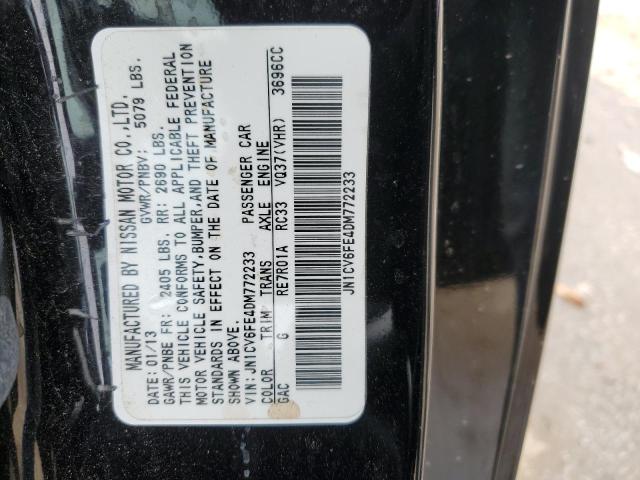 MANUFACTURED BY NISSAN MOTOR CO.,LTD.
DATE: 01/13 GVWR/PNBV: 5079 LBS.
GAWR/PNBE FR: 2405 LBS. RR: 2690 LBS.
THIS VEHICLE CONFORMS TO ALL APPLICABLE FEDERAL
MOTOR VEHICLE SAFETY,BUMPER,AND THEFT PREVENTION
STANDARDS IN EFFECT ON THE DATE OF MANUFACTURE
SHOWN ABOVE.
VIN: JN1CV6FE4DM772233 PASSENGER CAR
COLOR TRIM TRANS AXLE ENGINE
GAC G RE7R01A RC33 VQ37(VHR) 3696CC
JN1CV6FE4DM772233